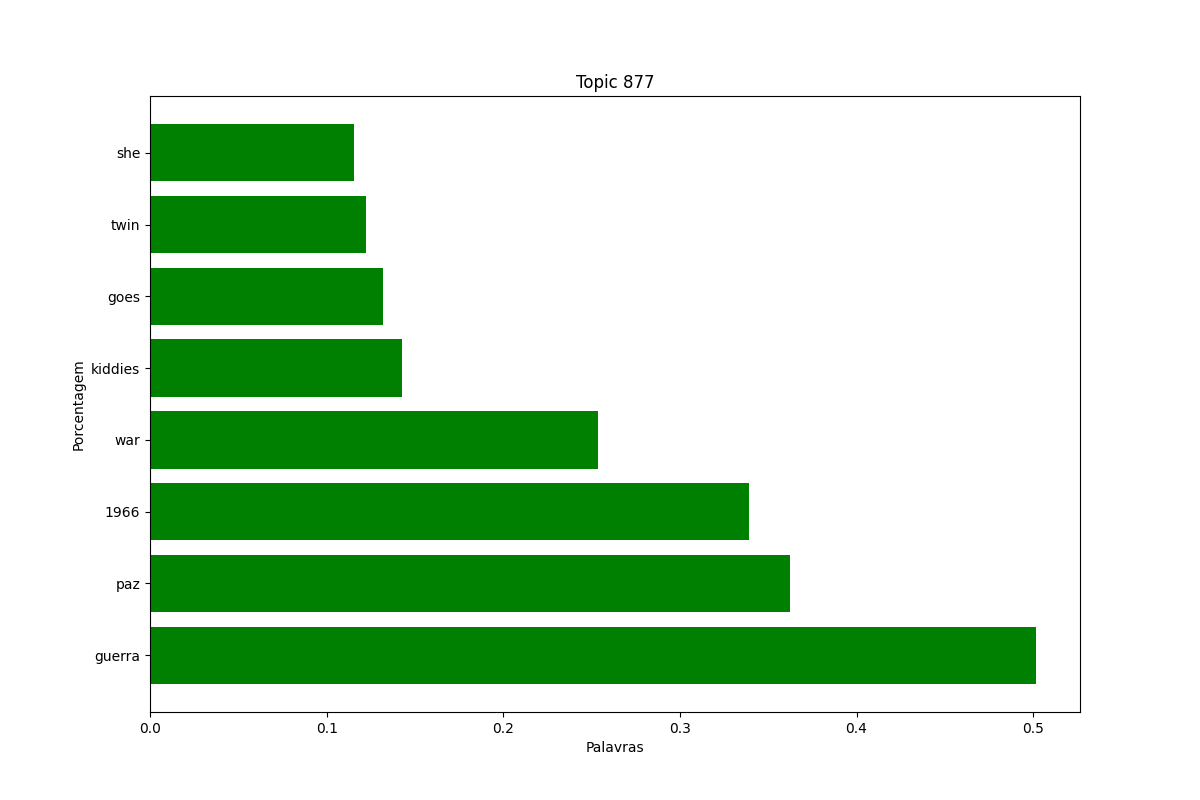 Topic 877
she
twin
goes
kiddies
war
1966
paz
guerra
Porcentagem
0.0 0.1 0.2 0.3 0.4 0.5
Palavras